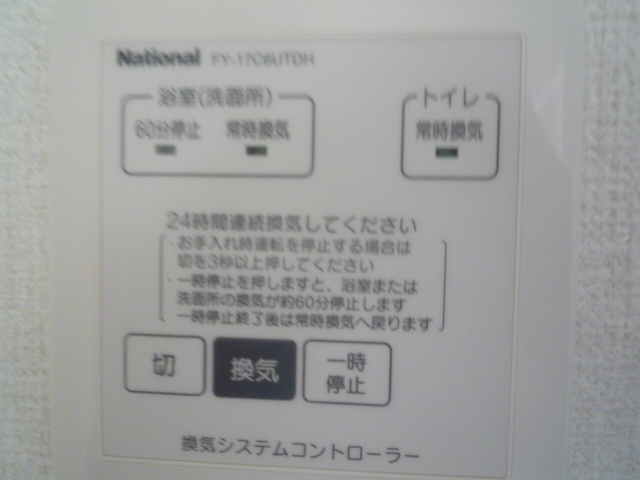 National FY-17C6UTDH
浴室(洗面所)
トイレ
60分停止 常時換気
常時換気
24時間連続換気してください
・お手入れ時運転を停止する場合は
切を3秒以上押してください
・一時停止を押しますと、浴室または
洗面所の換気が約60分停止します
一時停止終了後は常時換気へ戻ります
切
換気
一時
停止
換気システムコントローラー